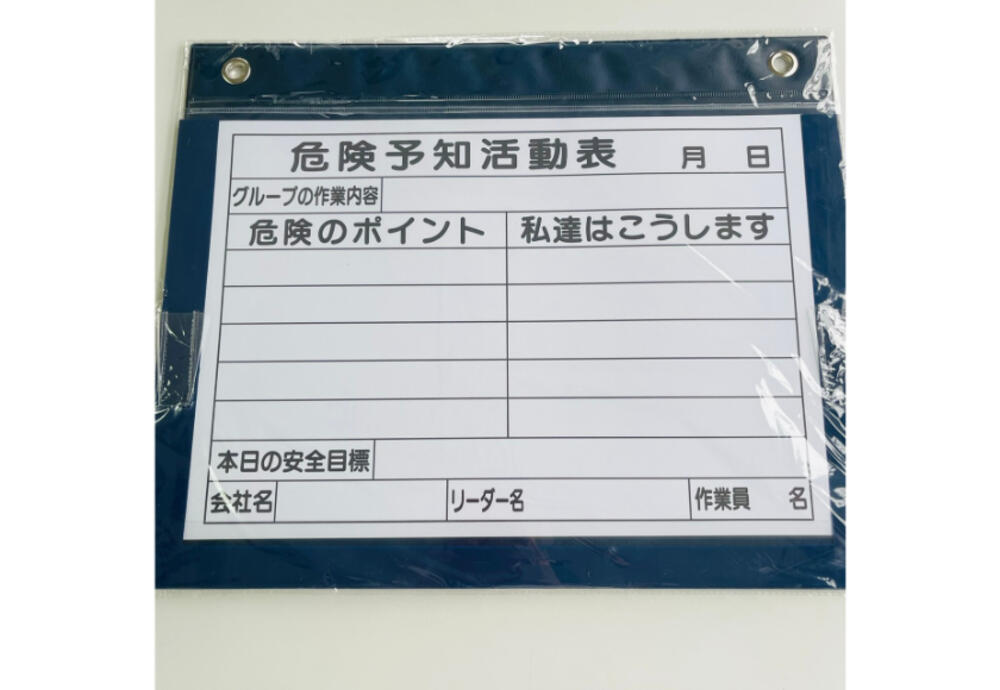 危険予知活動表 月 日
グループの作業内容
危険のポイント 私達はこうします
本日の安全目標
会社名 リーダー名 作業員 名